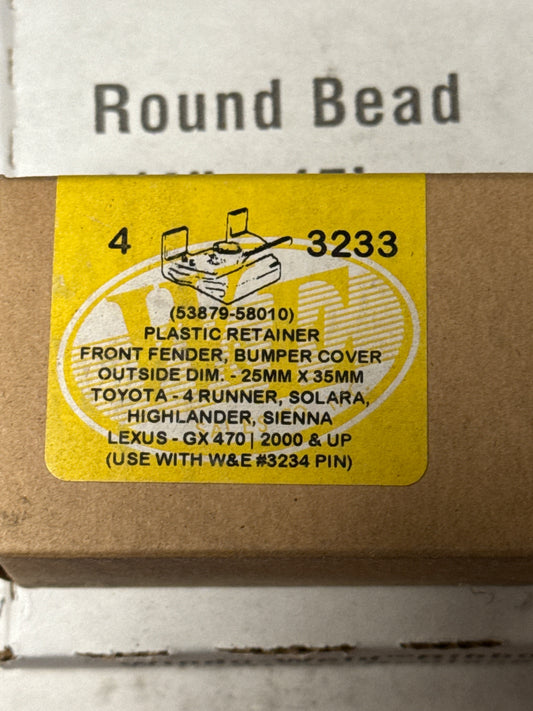 Round Bead
4 3233
(53879-58010)
PLASTIC RETAINER
FRONT FENDER, BUMPER COVER
OUTSIDE DIM. - 25MM X 35MM
TOYOTA - 4 RUNNER, SOLARA,
HIGHLANDER, SIENNA
LEXUS - GX 470 | 2000 & UP
(USE WITH W&E #3234 PIN)